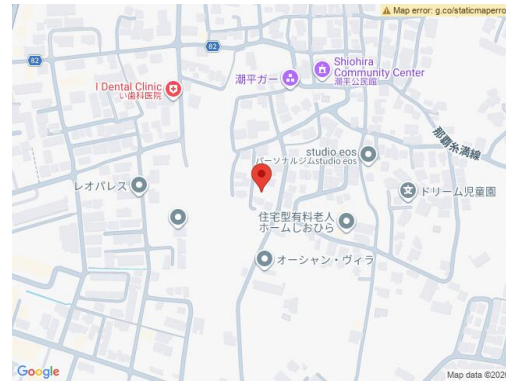 Map error: g.co/staticmaperro
82
82
Shiohira
Community Center
潮平公民館
潮平ガー
I Dental Clinic
い歯科医院
那覇糸満線
studio eos
パーソナルジムstudio eos
レオパレス
ドリーム児童園
住宅型有料老人
ホームしおひら
オーシャン・ヴィラ
Google
Map data ©2026